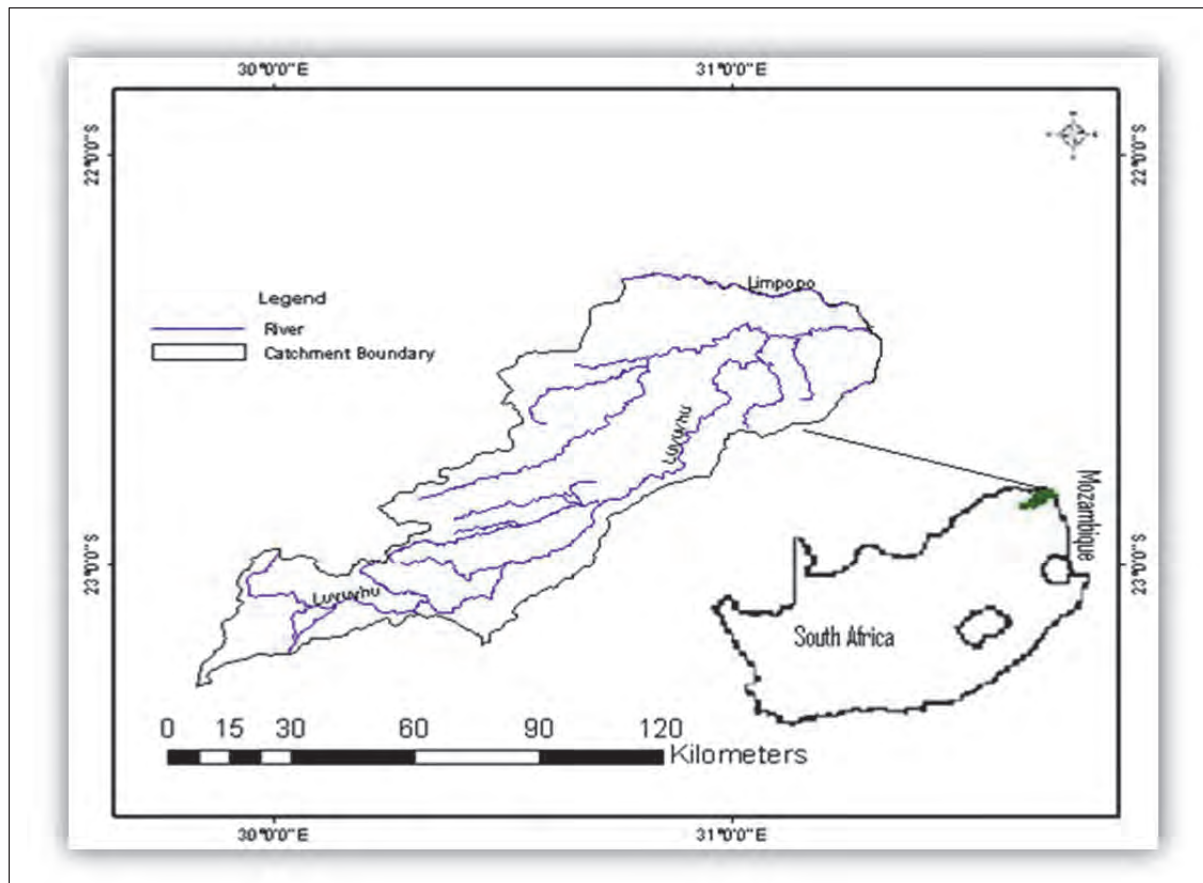 30°0'0"E 31°0'0"E
22°0'0"S 22°0'0"S
Limpopo
Legend
River
Catchment Boundary
Luvuvhu
Mozambique
23°0'0"S 23°0'0"S
Luvuvhu
South Africa
0 15 30 60 90 120
Kilometers
30°0'0"E 31°0'0"E